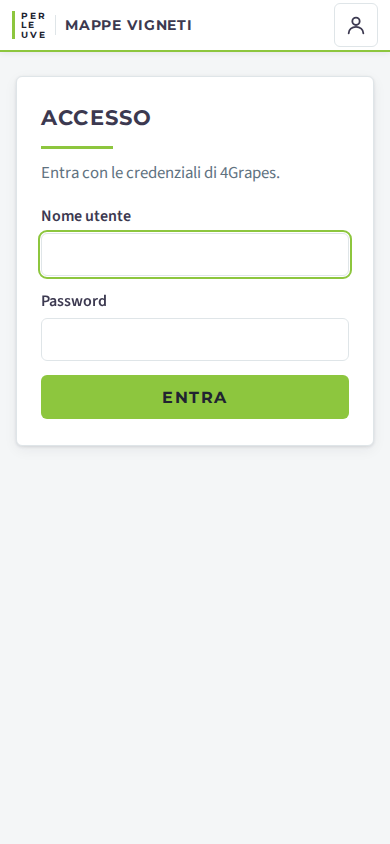 PER
LE
UVE
MAPPE VIGNETI
ACCESSO
Entra con le credenziali di 4Grapes.
Nome utente
Password
ENTRA